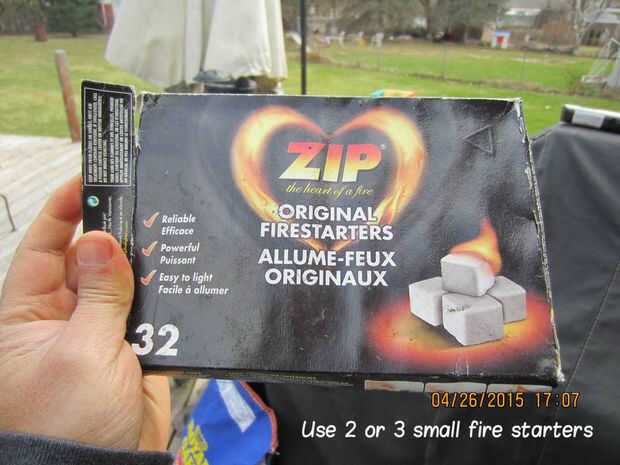 ZIP
the heart of a fire
ORIGINAL
FIRESTARTERS
ALLUME-FEUX
ORIGINAUX
Reliable
Efficace
Powerful
Puissant
Easy to light
Facile à allumer
32
04/26/2015 17:07
Use 2 or 3 small fire starters